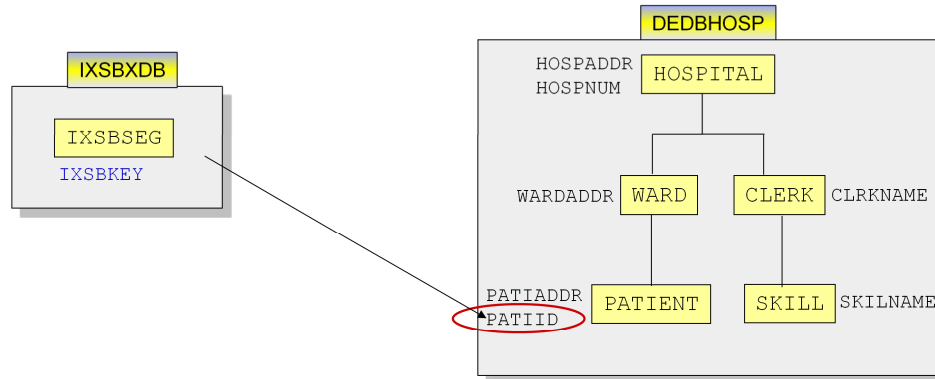 DEDBHOSP
IXSBXDB
HOSPADDR
HOSPNUM
HOSPITAL
IXSBSEG
IXSBKEY
WARDADDR WARD CLERK CLRKNAME
PATIADDR
PATIID
PATIENT SKILL SKILNAME